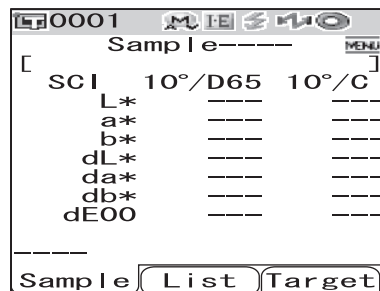 0001 M I+E
Sample---- MENU
[ ]
SCI 10°/D65 10°/C
L* --- ---
a* --- ---
b* --- ---
dL* --- ---
da* --- ---
db* --- ---
dE00 --- ---
----
Sample List Target